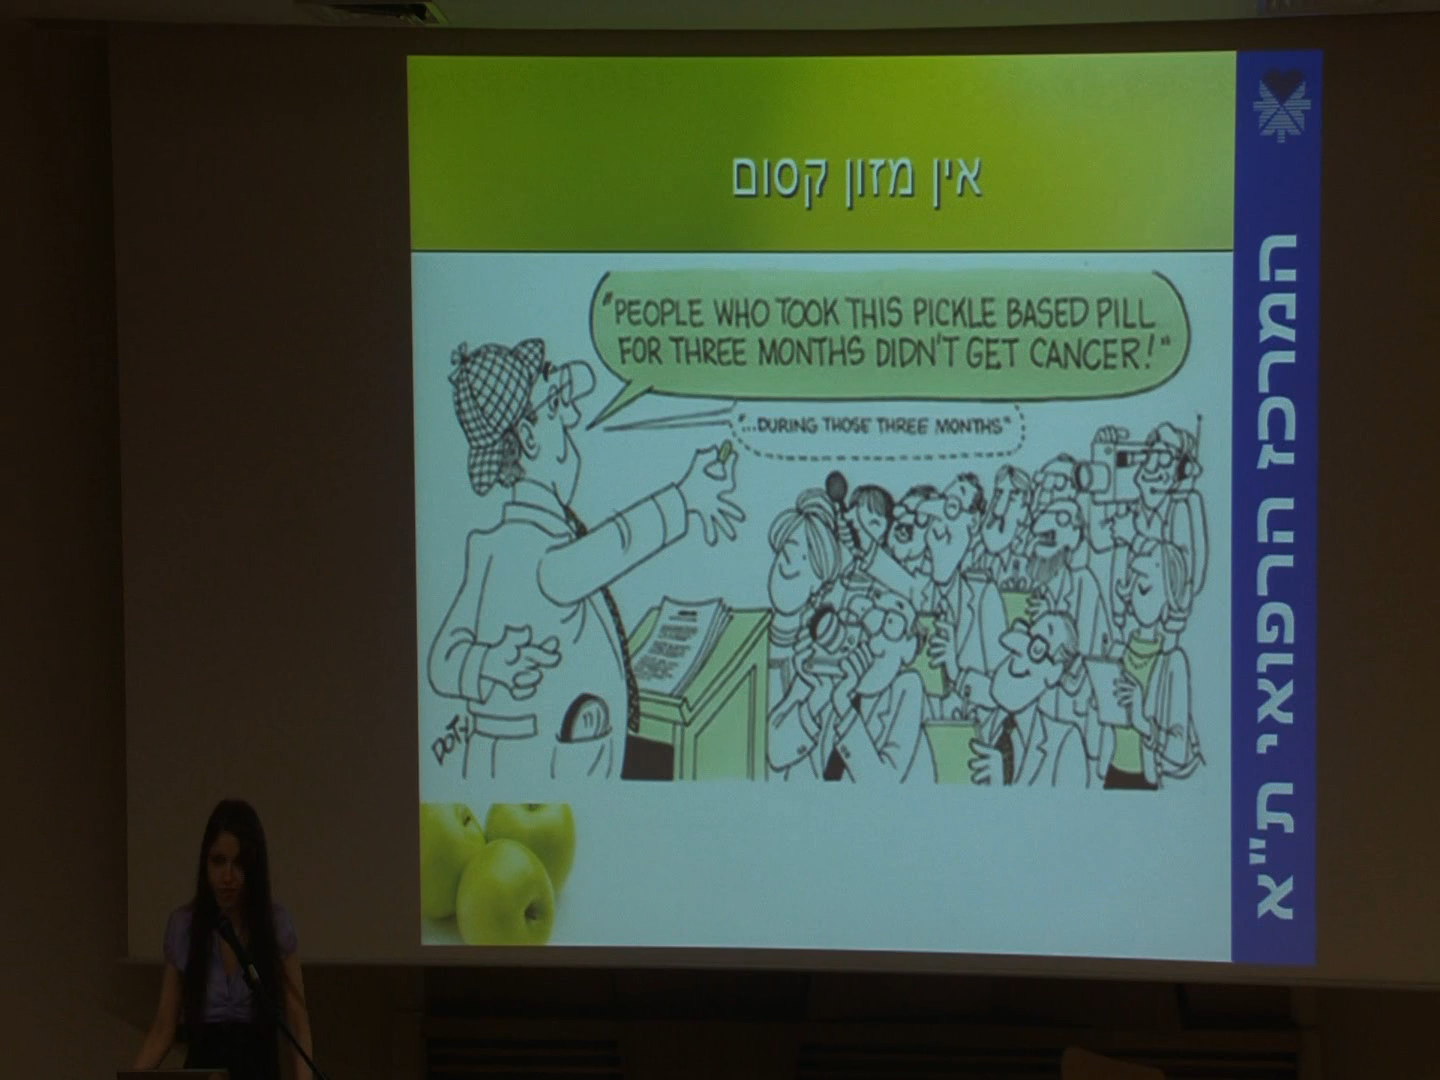 אין מזון קסום
"PEOPLE WHO TOOK THIS PICKLE BASED PILL
FOR THREE MONTHS DIDN'T GET CANCER!"
"...DURING THOSE THREE MONTHS"
DOTY
המרכז הרפואי ת"א